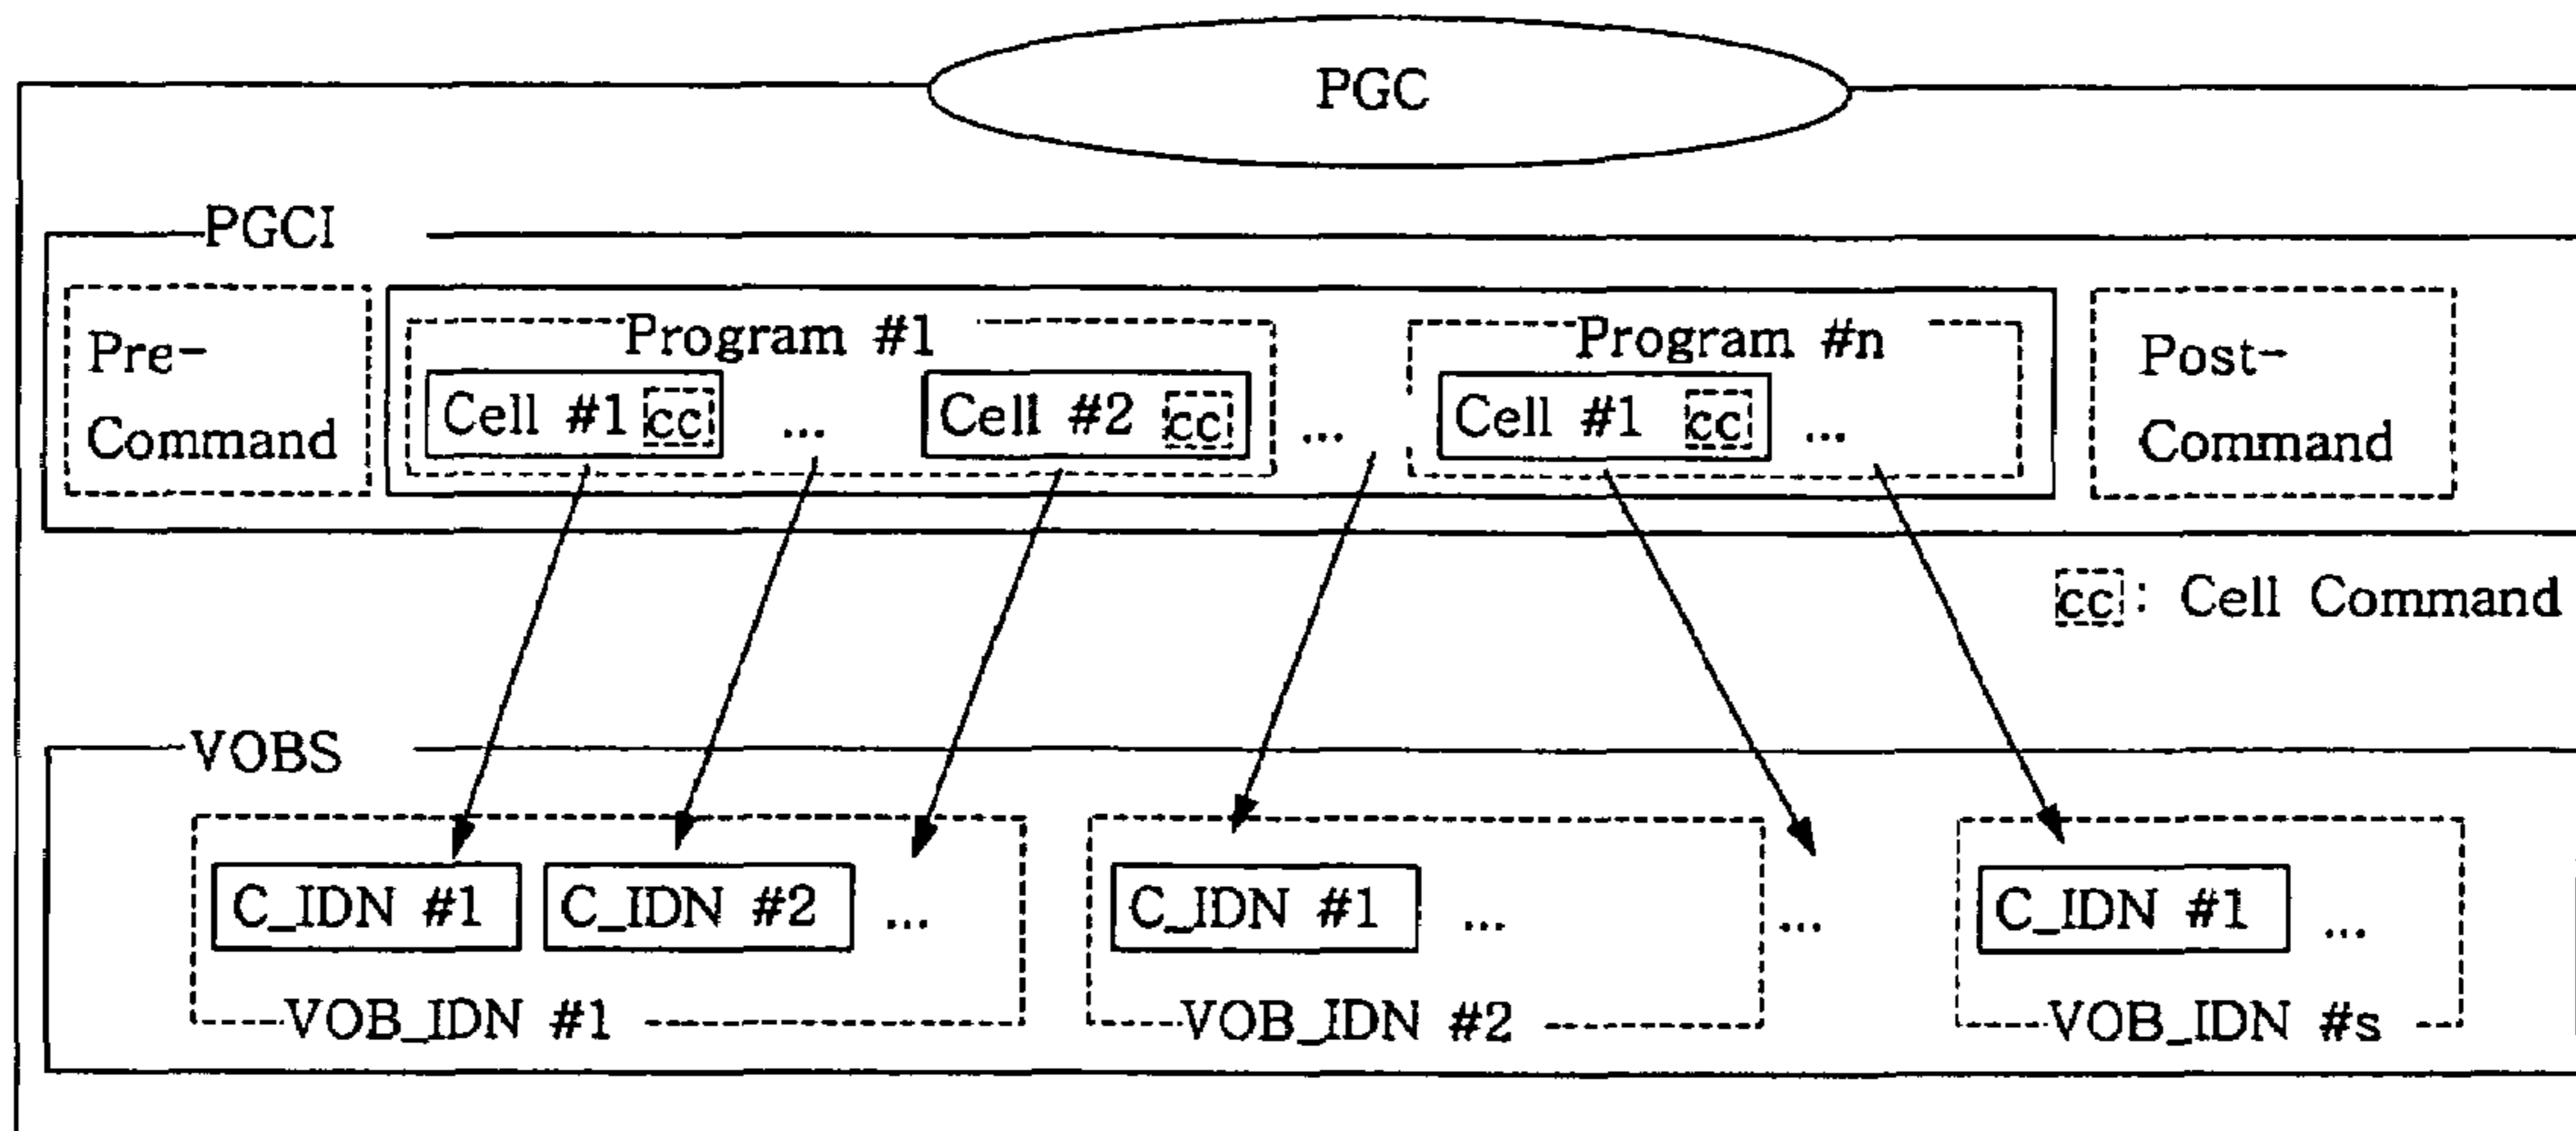 PGC
PGCI
Pre-
Command
Program #1
Cell #1 cc ... Cell #2 cc ...
Program #n
Cell #1 cc ...
Post-
Command
cc : Cell Command
VOBS
C_IDN #1 C_IDN #2 ...
VOB_IDN #1
C_IDN #1 ...
VOB_IDN #2
...
C_IDN #1 ...
VOB_IDN #s